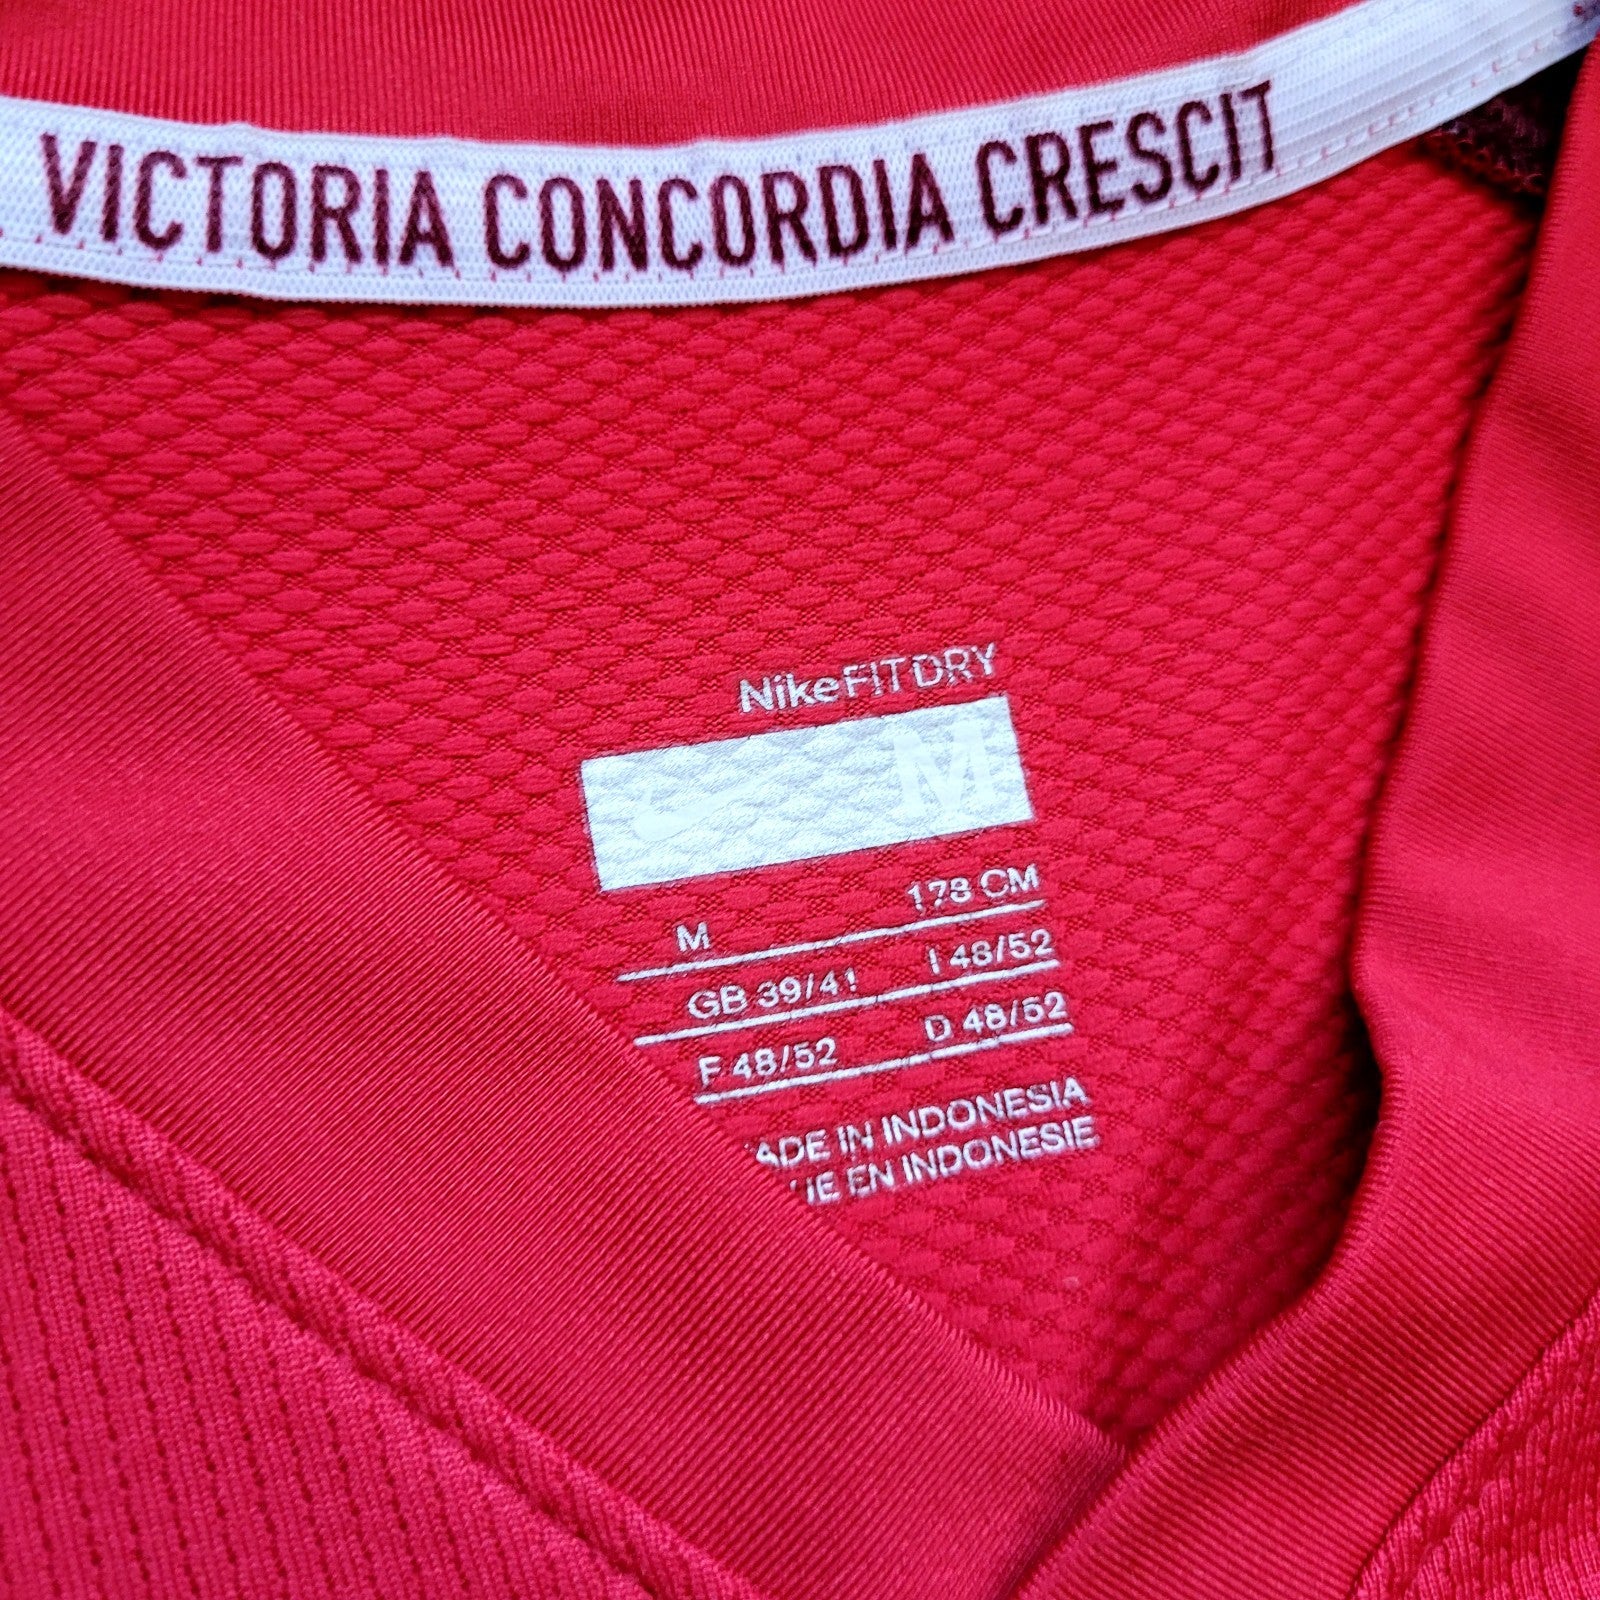 VICTORIA CONCORDIA CRESCIT
NikeFITDRY
M
M 178 CM
GB 39/41 I 48/52
F 48/52 D 48/52
ADE IN INDONESIA
UE EN INDONESIE